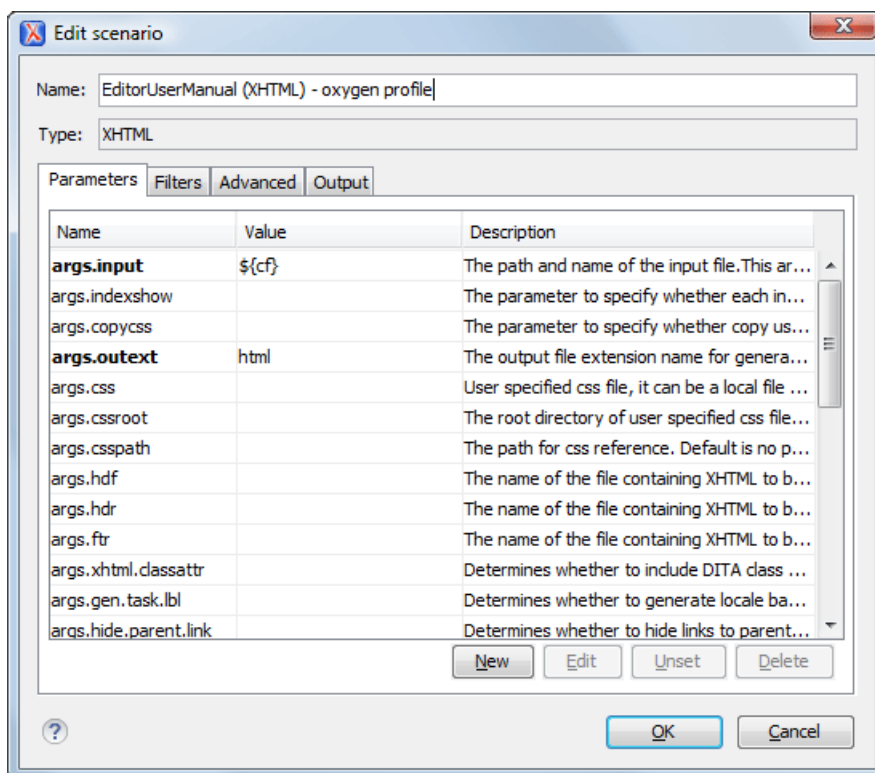 Edit scenario
Name: EditorUserManual (XHTML) - oxygen profile
Type: XHTML
Parameters Filters Advanced Output
Name Value Description
args.input ${cf} The path and name of the input file.This ar...
args.indexshow The parameter to specify whether each in...
args.copycss The parameter to specify whether copy us...
args.outext html The output file extension name for genera...
args.css User specified css file, it can be a local file ...
args.cssroot The root directory of user specified css file...
args.csspath The path for css reference. Default is no p...
args.hdf The name of the file containing XHTML to b...
args.hdr The name of the file containing XHTML to b...
args.ftr The name of the file containing XHTML to b...
args.xhtml.classattr Determines whether to include DITA class ...
args.gen.task.lbl Determines whether to generate locale ba...
args.hide.parent.link Determines whether to hide links to parent...
New Edit Unset Delete
? OK Cancel